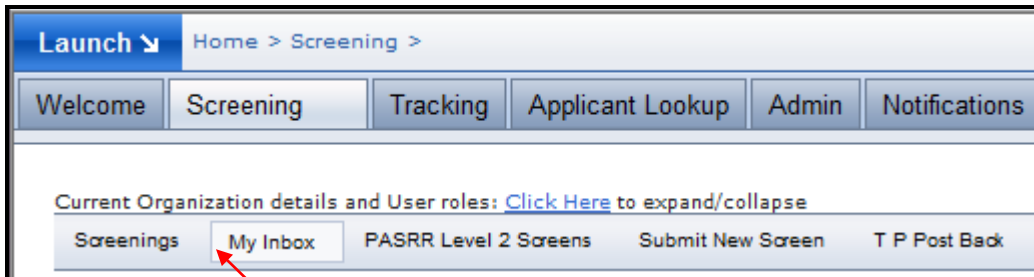 Launch Home > Screening >
Welcome Screening Tracking Applicant Lookup Admin Notifications
Current Organization details and User roles: Click Here to expand/collapse
Screenings My Inbox PASRR Level 2 Screens Submit New Screen T P Post Back